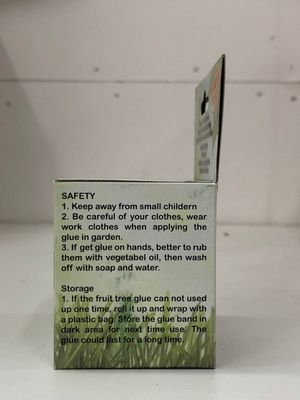 SAFETY
1. Keep away from small childern
2. Be careful of your clothes, wear
work clothes when applying the
glue in garden.
3. If get glue on hands, better to rub
them with vegetabel oil, then wash
off with soap and water.
Storage
1. If the fruit tree glue can not used
up one time, roll it up and wrap with
a plastic bag. Store the glue band in
dark area for next time use. The
glue could last for a long time.